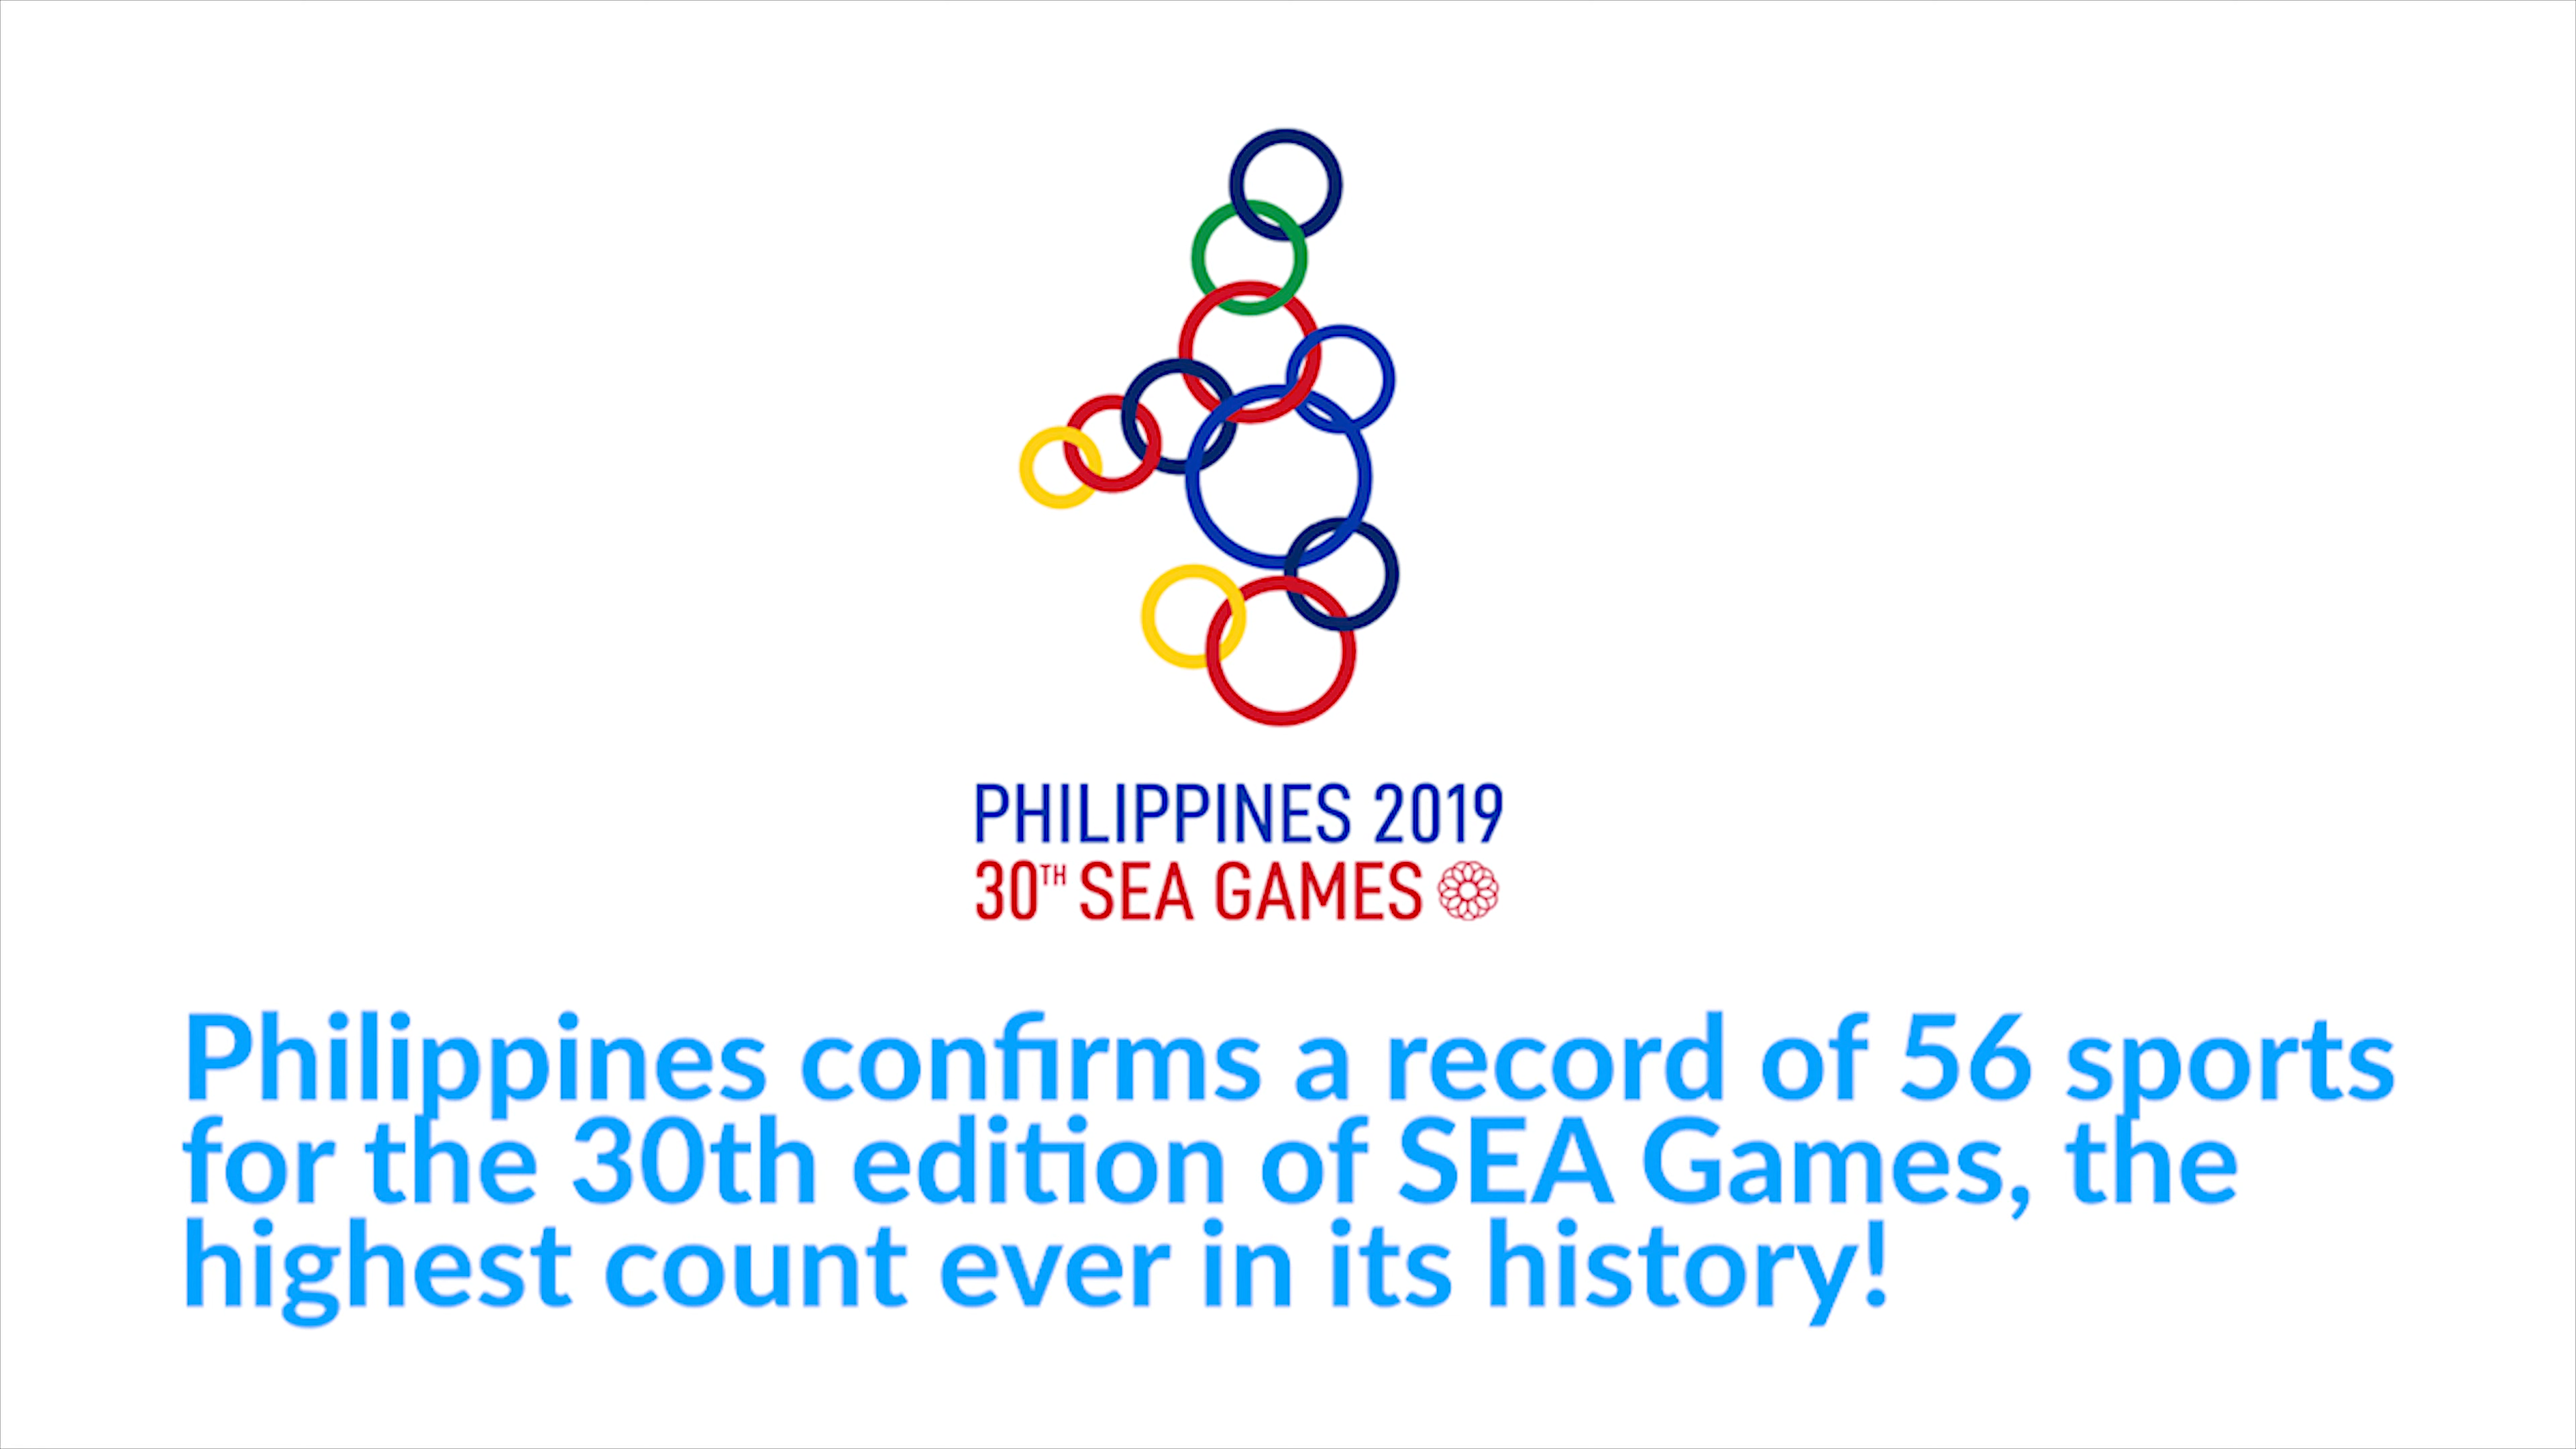 PHILIPPINES 2019
30TH SEA GAMES
Philippines confirms a record of 56 sports
for the 30th edition of SEA Games, the
highest count ever in its history!